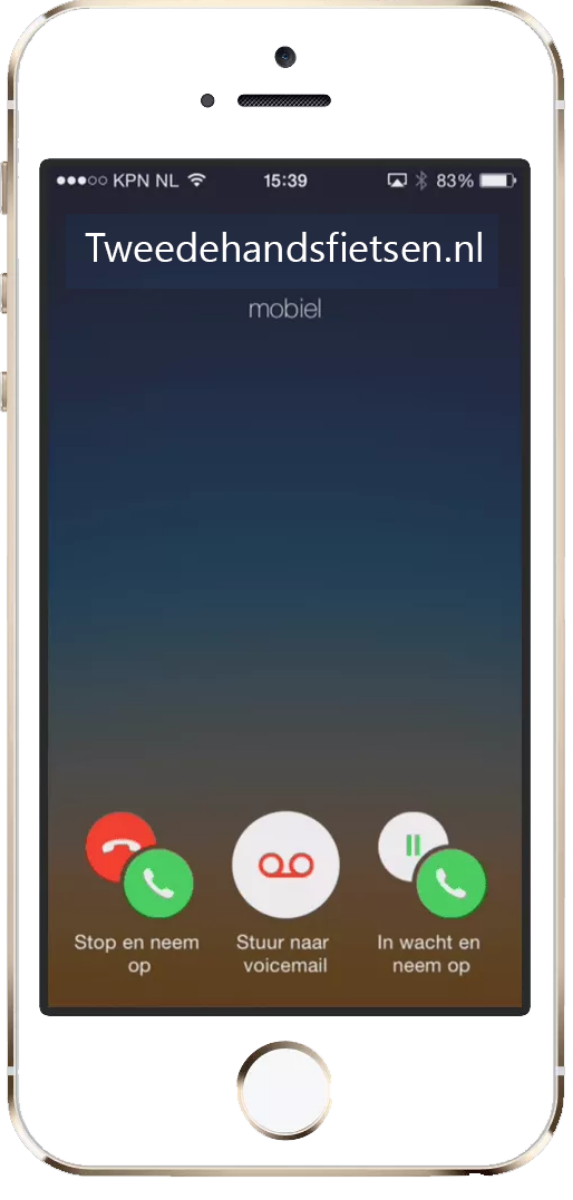 ●●●○○ KPN NL 15:39 83%
Tweedehandsfietsen.nl
mobiel
Stop en neem op
Stuur naar voicemail
In wacht en neem op